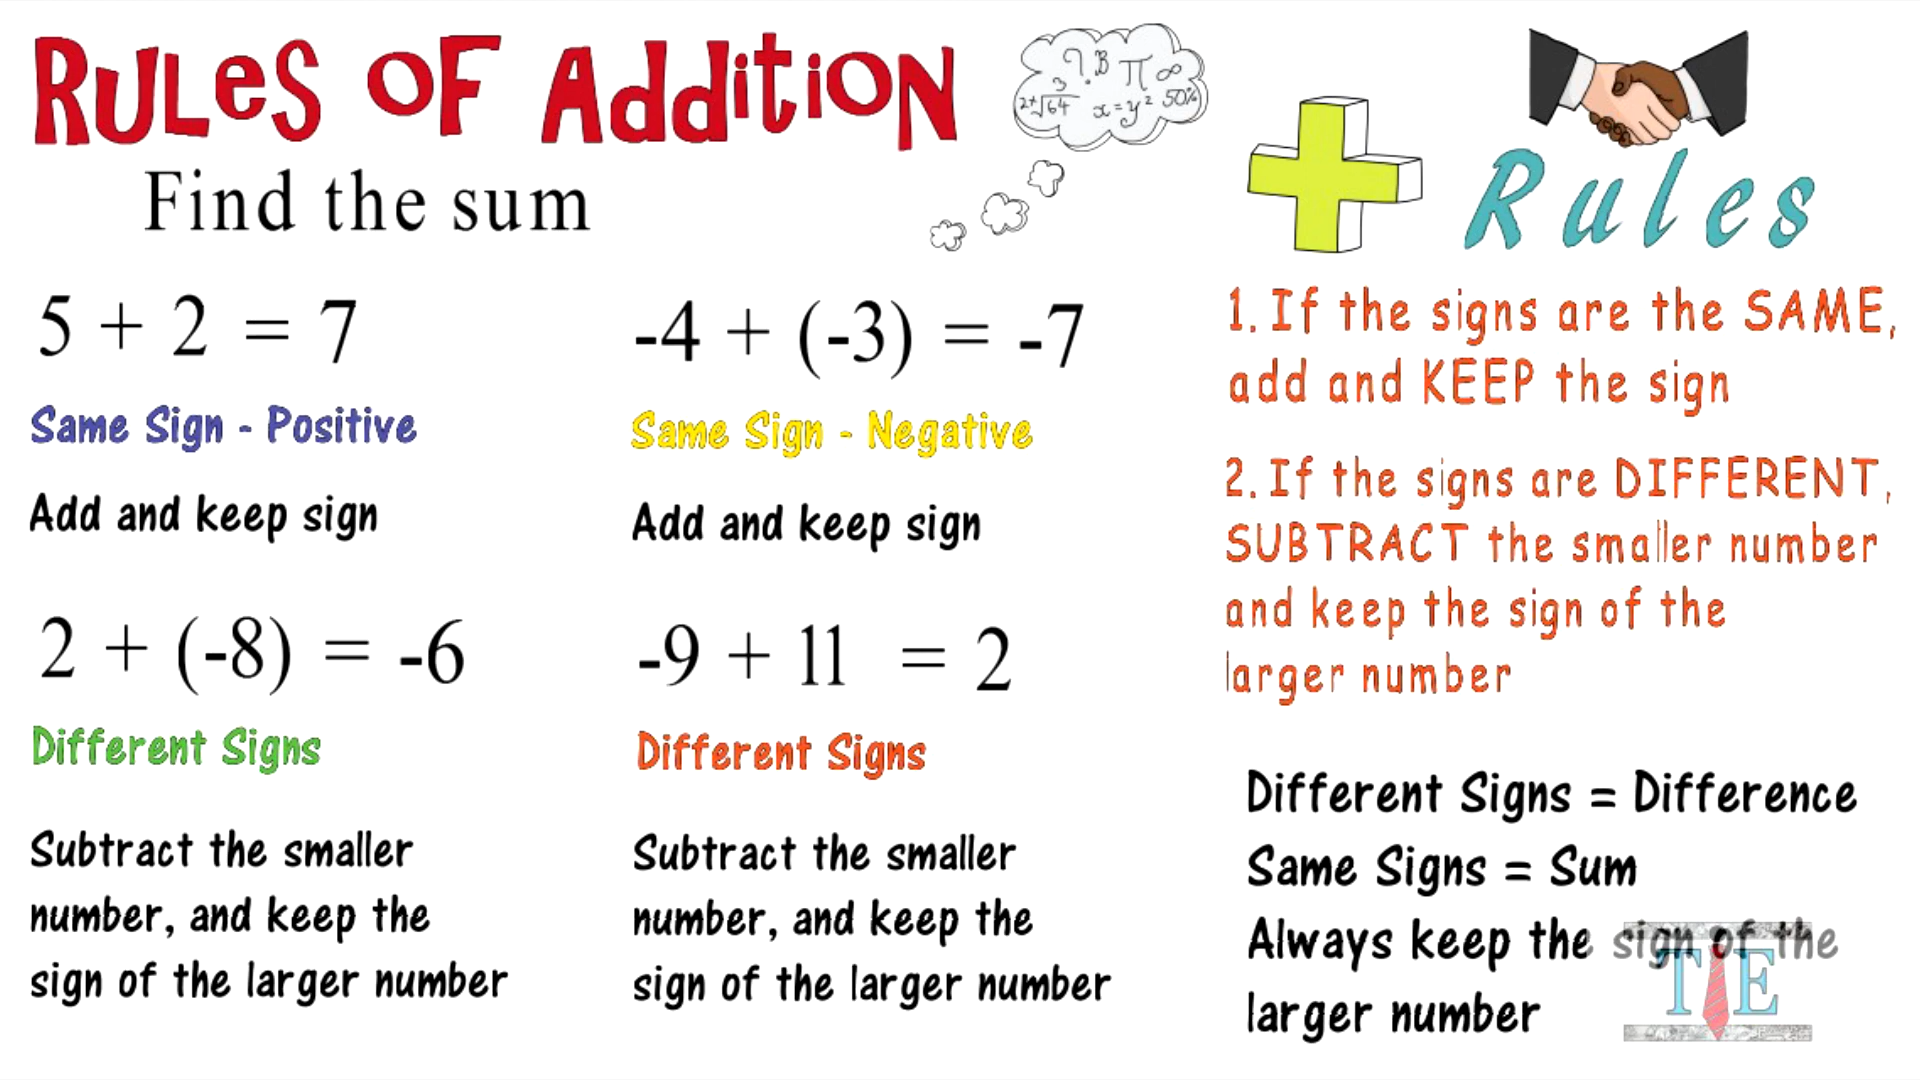 RULES OF ADDITION
Find the sum
? B π ∞
3
2+√64 x=y² 50%
Rules
5 + 2 = 7
Same Sign - Positive
Add and keep sign
-4 + (-3) = -7
Same Sign - Negative
Add and keep sign
2 + (-8) = -6
Different Signs
Subtract the smaller
number, and keep the
sign of the larger number
-9 + 11 = 2
Different Signs
Subtract the smaller
number, and keep the
sign of the larger number
1. If the signs are the SAME,
add and KEEP the sign
2. If the signs are DIFFERENT,
SUBTRACT the smaller number
and keep the sign of the
larger number
Different Signs = Difference
Same Signs = Sum
Always keep the sign of the
larger number
TIE